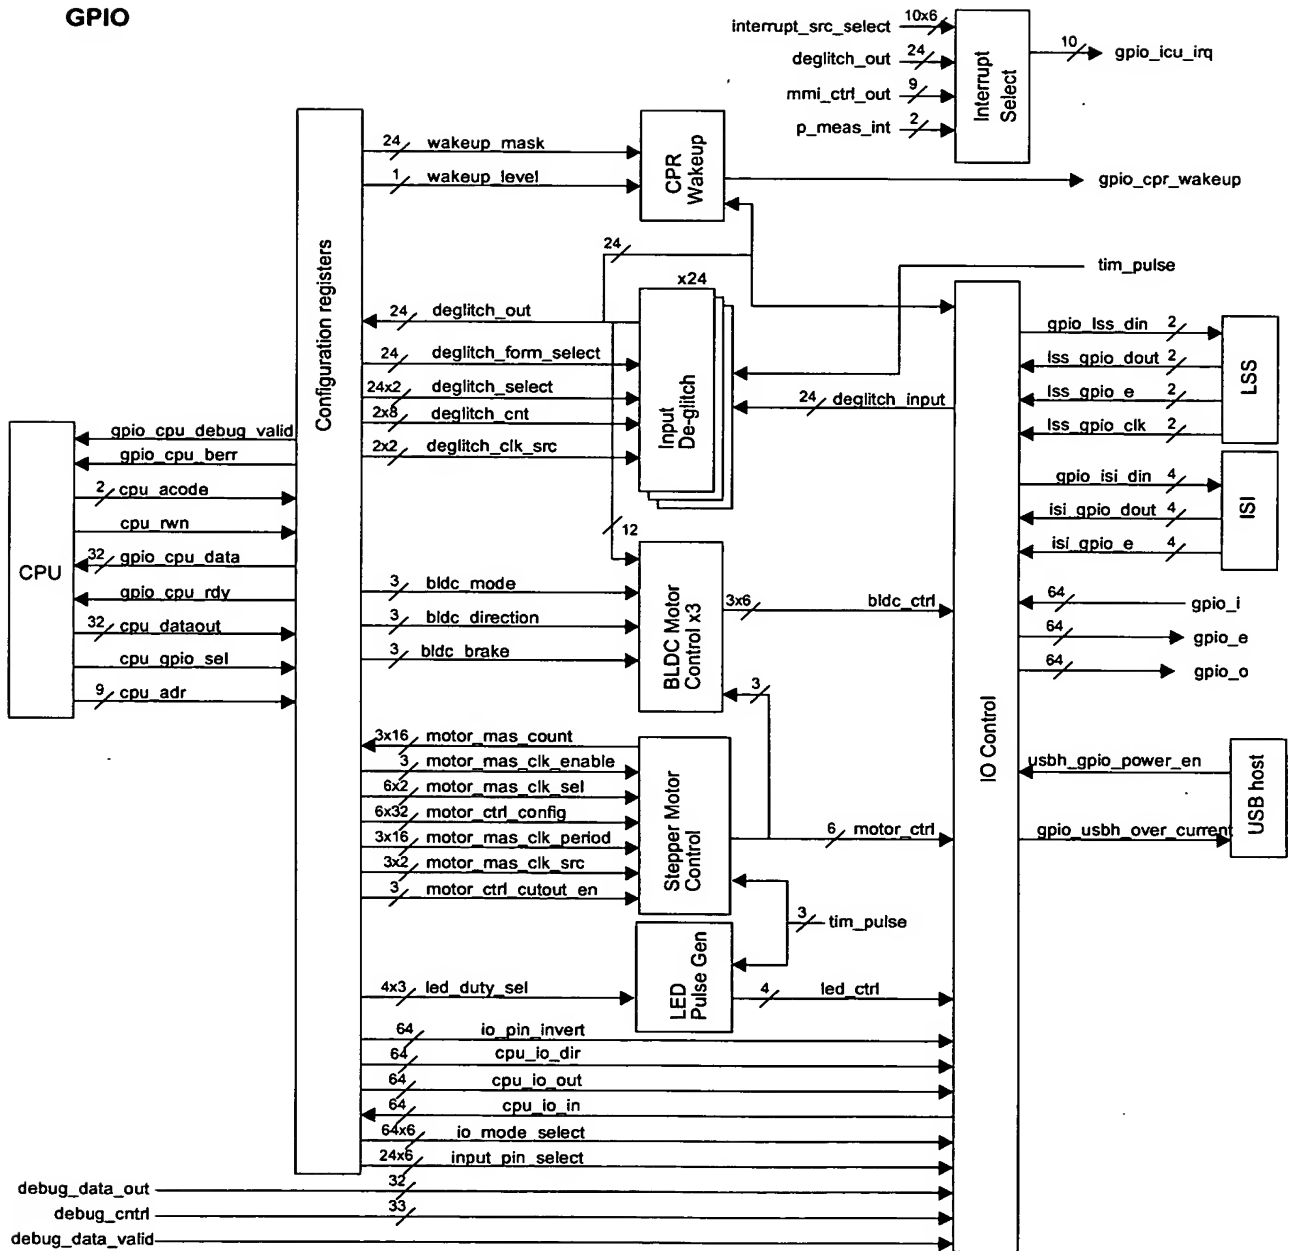 GPIO
interrupt_src_select
10x6
deglitch_out
24
mmi_ctrl_out
9
p_meas_int
2
Interrupt
Select
10
gpio_icu_irq
24
wakeup_mask
1
wakeup_level
CPR
Wakeup
gpio_cpr_wakeup
24
tim_pulse
x24
Configuration registers
24
deglitch_out
24
deglitch_form_select
24x2
deglitch_select
2x8
deglitch_cnt
2x2
deglitch_clk_src
Input
De-glitch
24
deglitch_input
12
gpio_lss_din
2
lss_gpio_dout
2
lss_gpio_e
2
lss_gpio_clk
2
LSS
gpio_isi_din
4
isi_gpio_dout
4
isi_gpio_e
4
ISI
CPU
gpio_cpu_debug_valid
gpio_cpu_berr
2
cpu_acode
cpu_rwn
32
gpio_cpu_data
gpio_cpu_rdy
32
cpu_dataout
cpu_gpio_sel
9
cpu_adr
3
bldc_mode
3
bldc_direction
3
bldc_brake
BLDC Motor
Control x3
3x6
bldc_ctrl
3
64
gpio_i
64
gpio_e
64
gpio_o
IO Control
3x16
motor_mas_count
3
motor_mas_clk_enable
6x2
motor_mas_clk_sel
6x32
motor_ctrl_config
3x16
motor_mas_clk_period
3x2
motor_mas_clk_src
3
motor_ctrl_cutout_en
Stepper Motor
Control
6
motor_ctrl
usbh_gpio_power_en
gpio_usbh_over_current
USB host
3
tim_pulse
4x3
led_duty_sel
LED
Pulse Gen
4
led_ctrl
64
io_pin_invert
64
cpu_io_dir
64
cpu_io_out
64
cpu_io_in
64x6
io_mode_select
24x6
input_pin_select
debug_data_out
32
debug_cntrl
33
debug_data_valid